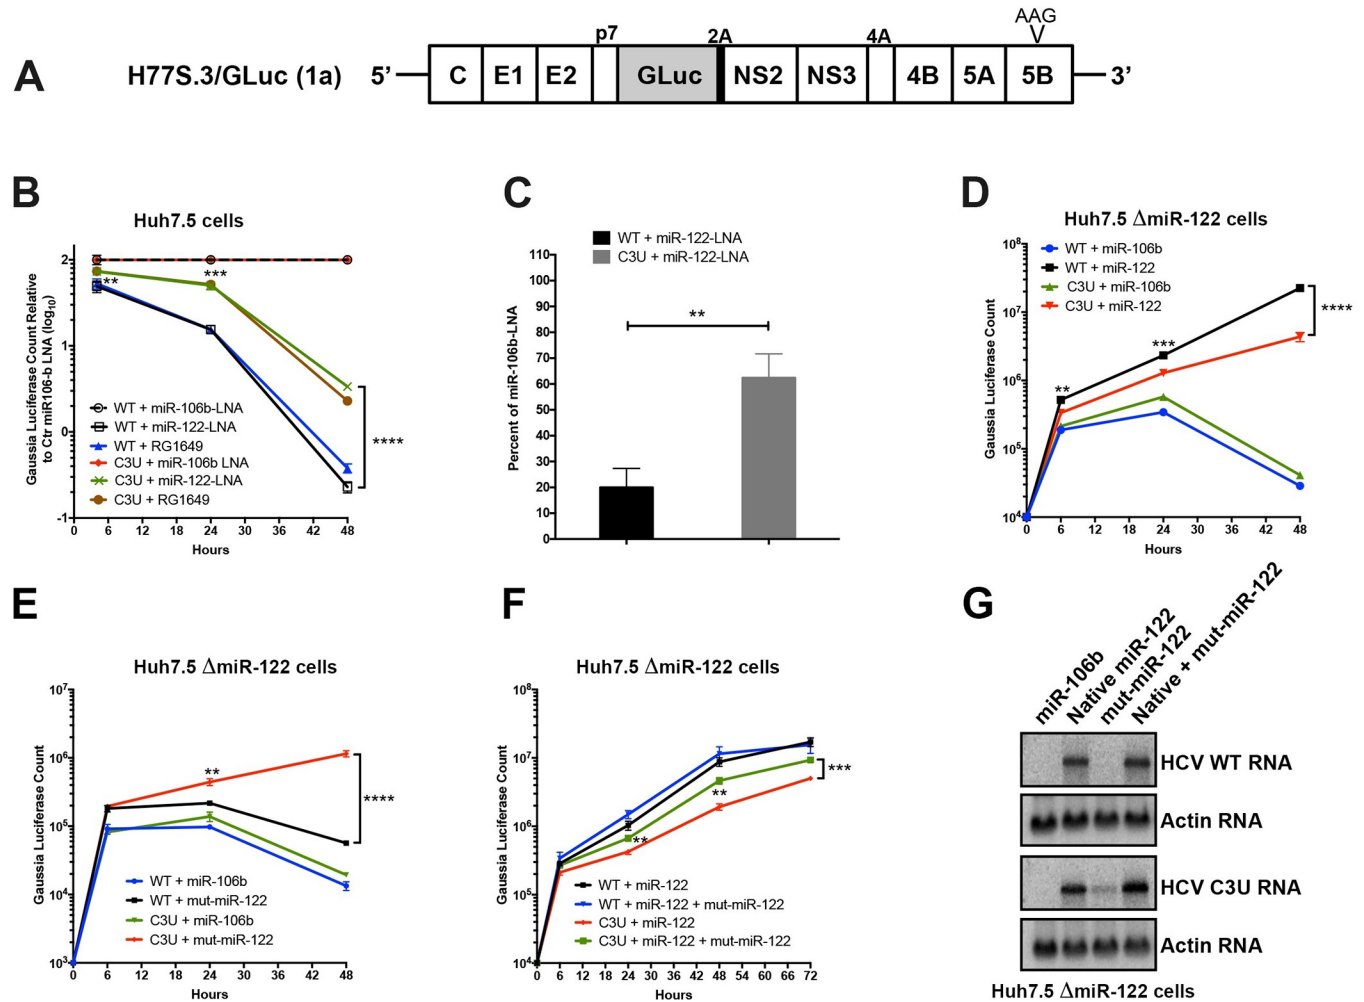 A
H77S.3/GLuc (1a)
5’
C
E1
E2
p7
GLuc
2A
NS2
NS3
4A
4B
5A
5B
AAG
V
3’
B
Huh7.5 cells
Gaussia Luciferase Count Relative
to Ctr miR106-b LNA (log10)
2
1
0
-1
**
***
****
WT + miR-106b-LNA
WT + miR-122-LNA
WT + RG1649
C3U + miR-106b LNA
C3U + miR-122-LNA
C3U + RG1649
0 6 12 18 24 30 36 42 48
Hours
C
WT + miR-122-LNA
C3U + miR-122-LNA
Percent of miR-106b-LNA
110
100
90
80
70
60
50
40
30
20
10
0
**
D
Huh7.5 ΔmiR-122 cells
WT + miR-106b
WT + miR-122
C3U + miR-106b
C3U + miR-122
Gaussia Luciferase Count
10^8
10^7
10^6
10^5
10^4
**
***
****
0 6 12 18 24 30 36 42 48
Hours
E
Huh7.5 ΔmiR-122 cells
Gaussia Luciferase Count
10^7
10^6
10^5
10^4
10^3
**
****
WT + miR-106b
WT + mut-miR-122
C3U + miR-106b
C3U + mut-miR-122
0 6 12 18 24 30 36 42 48
Hours
F
Huh7.5 ΔmiR-122 cells
Gaussia Luciferase Count
10^8
10^7
10^6
10^5
10^4
**
**
***
WT + miR-122
WT + miR-122 + mut-miR-122
C3U + miR-122
C3U + miR-122 + mut-miR-122
0 6 12 18 24 30 36 42 48 54 60 66 72
Hours
G
miR-106b
Native miR-122
mut-miR-122
Native + mut-miR-122
HCV WT RNA
Actin RNA
HCV C3U RNA
Actin RNA
Huh7.5 ΔmiR-122 cells